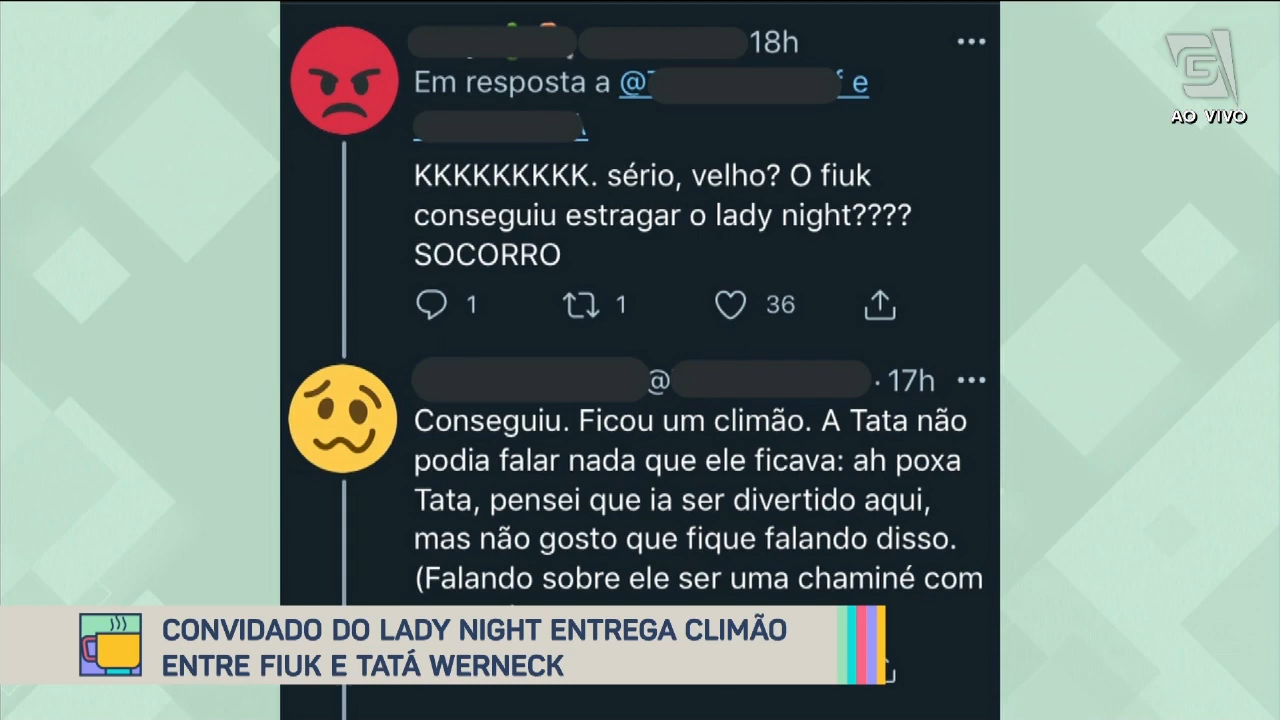 18h
Em resposta a @ e
KKKKKKKKK. sério, velho? O fiuk
conseguiu estragar o lady night????
SOCORRO
1 1 36
@ · 17h
Conseguiu. Ficou um climão. A Tata não
podia falar nada que ele ficava: ah poxa
Tata, pensei que ia ser divertido aqui,
mas não gosto que fique falando disso.
(Falando sobre ele ser uma chaminé com
CONVIDADO DO LADY NIGHT ENTREGA CLIMÃO
ENTRE FIUK E TATÁ WERNECK
G
AO VIVO